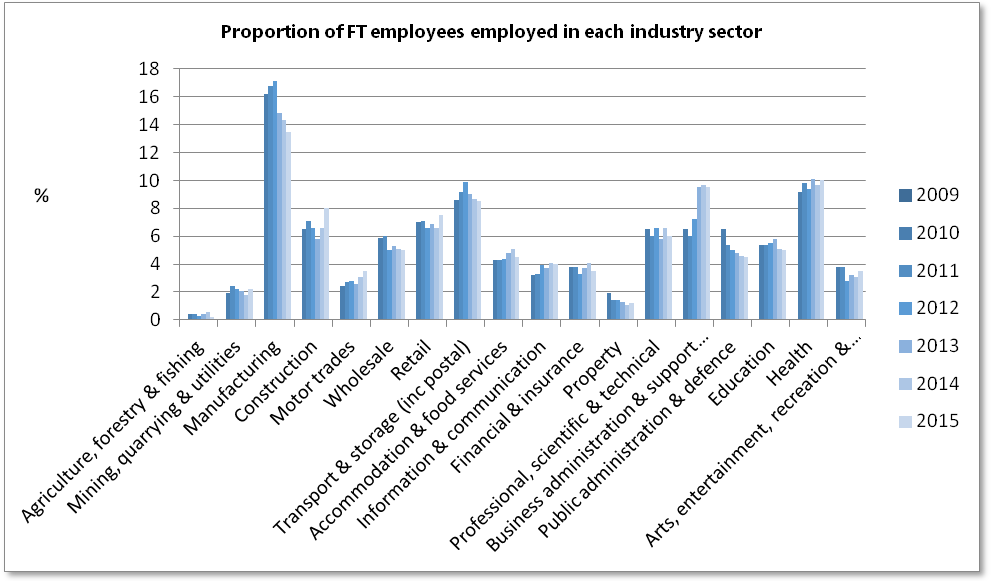 Proportion of FT employees employed in each industry sector
18
16
14
12
10
8
6
4
2
0
%
Agriculture, forestry & fishing
Mining, quarrying & utilities
Manufacturing
Construction
Motor trades
Wholesale
Retail
Transport & storage (inc postal)
Accommodation & food services
Information & communication
Financial & insurance
Property
Professional, scientific & technical
Business administration & support...
Public administration & defence
Education
Health
Arts, entertainment, recreation &...
2009
2010
2011
2012
2013
2014
2015